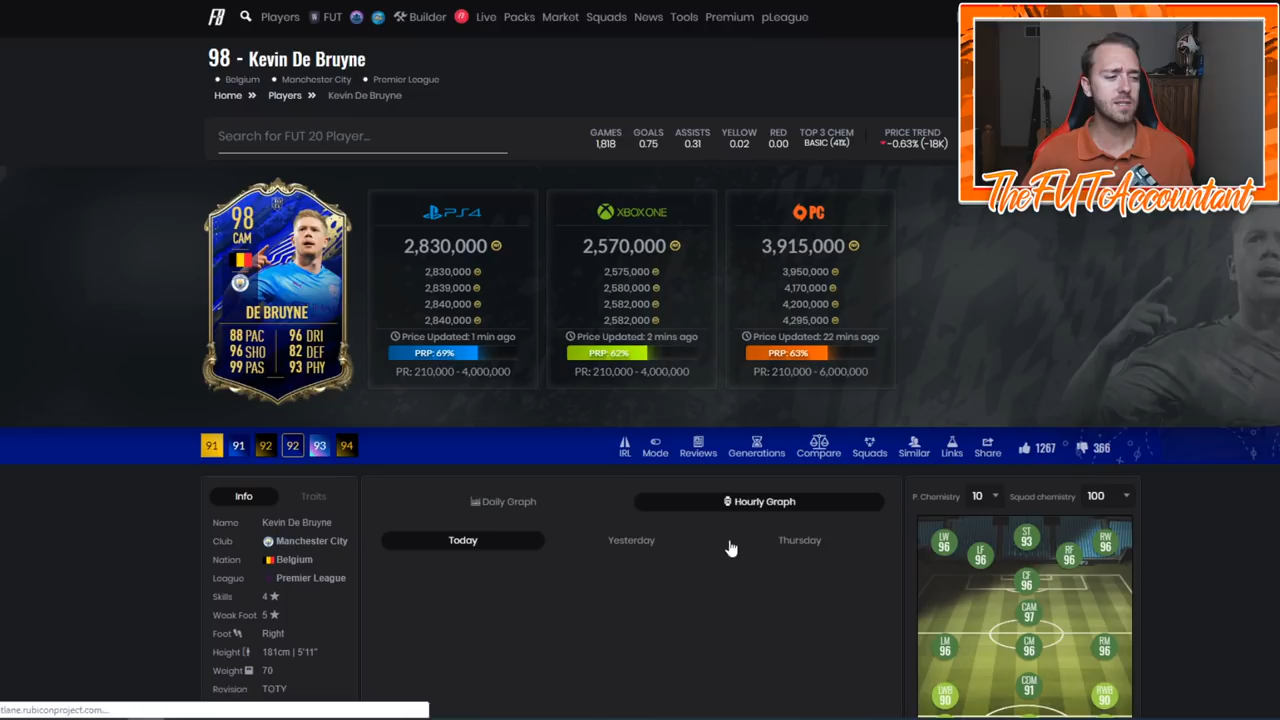 F8 Players FUT Builder Live Packs Market Squads News Tools Premium pLeague
98 - Kevin De Bruyne
Belgium Manchester City Premier League
Home » Players » Kevin De Bruyne
Search for FUT 20 Player...
GAMES GOALS ASSISTS YELLOW RED TOP 3 CHEM PRICE TREND
1,818 0.75 0.31 0.02 0.00 BASIC (41%) -0.63% (-18K)
TheFUTAccountant
98
CAM
DE BRUYNE
88 PAC 96 DRI
96 SHO 82 DEF
99 PAS 93 PHY
PS4
2,830,000
2,830,000
2,839,000
2,840,000
2,840,000
Price Updated: 1 min ago
PRP: 69%
PR: 210,000 - 4,000,000
XBOX ONE
2,570,000
2,575,000
2,580,000
2,582,000
2,582,000
Price Updated: 2 mins ago
PRP: 62%
PR: 210,000 - 4,000,000
PC
3,915,000
3,950,000
4,170,000
4,200,000
4,295,000
Price Updated: 22 mins ago
PRP: 63%
PR: 210,000 - 6,000,000
91 91 92 92 93 94
IRL Mode Reviews Generations Compare Squads Similar Links Share 1267 366
Info Traits
Name Kevin De Bruyne
Club Manchester City
Nation Belgium
League Premier League
Skills 4
Weak Foot 5
Foot Right
Height 181cm | 5'11"
Weight 70
Revision TOTY
Daily Graph Hourly Graph
Today Yesterday Thursday
P. Chemistry 10 Squad chemistry 100
LW 96
LF 96
ST 93
RF 96
RW 96
CF 96
CAM 97
LM 96
CM 96
RM 96
CDM 91
LWB 90
RWB 90
tlane.rubiconproject.com...